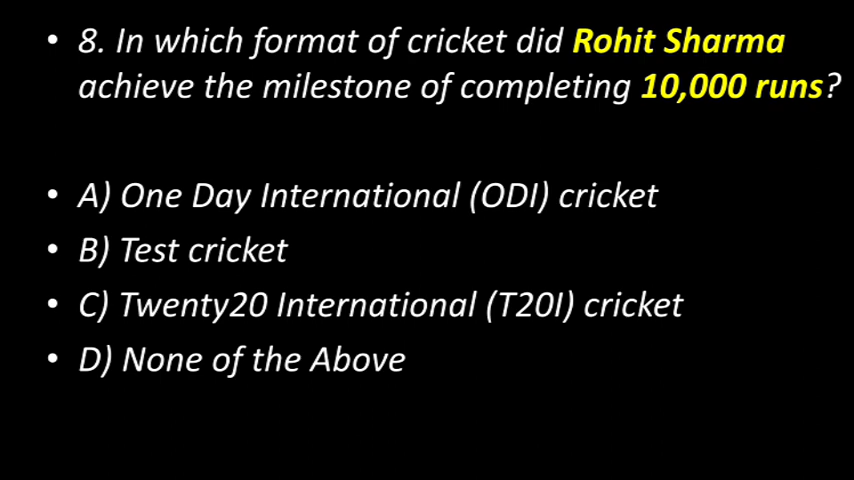 • 8. In which format of cricket did Rohit Sharma
achieve the milestone of completing 10,000 runs?
• A) One Day International (ODI) cricket
• B) Test cricket
• C) Twenty20 International (T20I) cricket
• D) None of the Above